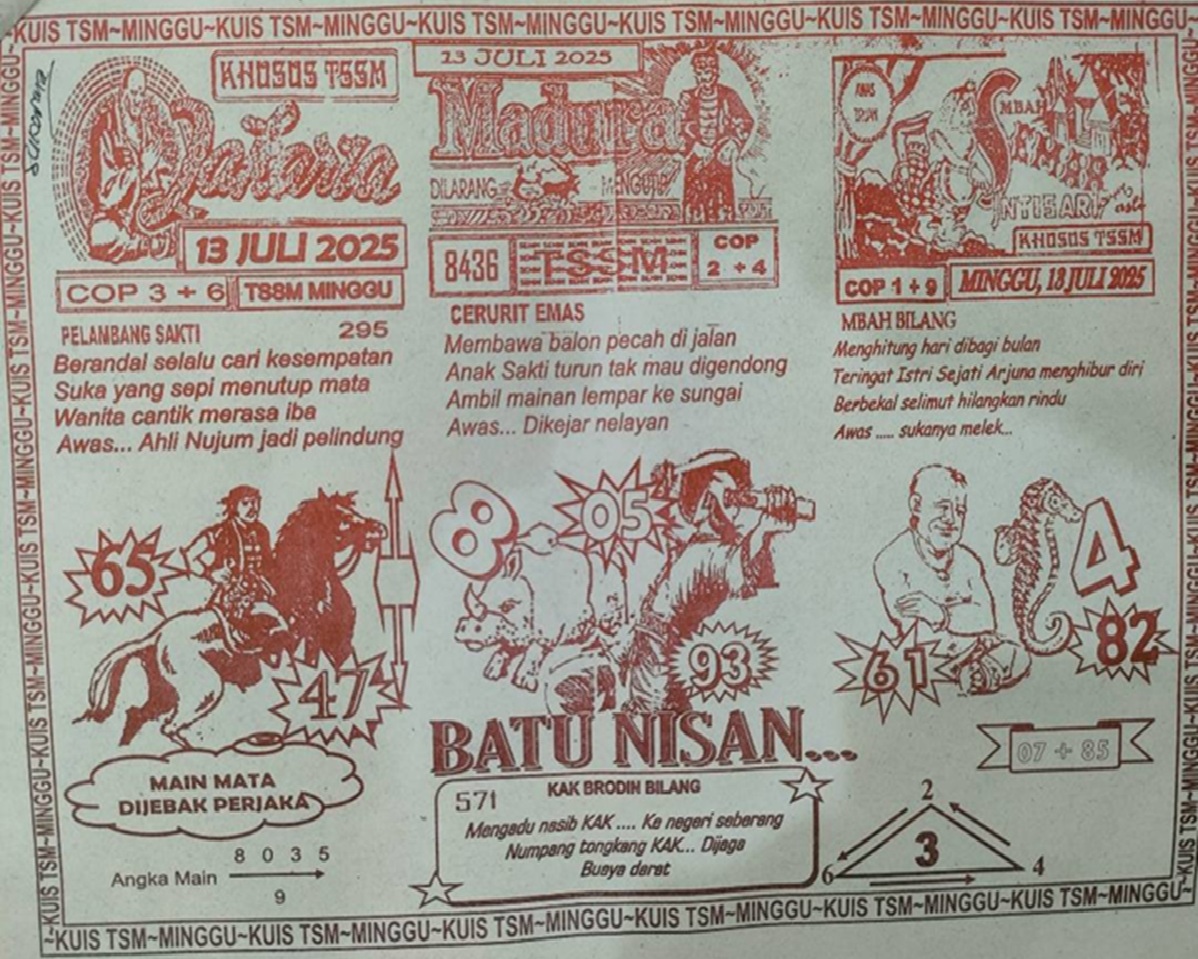 ~KUIS TSM~MINGGU~KUIS TSM~MINGGU~KUIS TSM~MINGGU~KUIS TSM~MINGGU~KUIS TSM~MINGGU~KUIS TSM~MINGGU~
KHUSUS TSSM
13 JULI 2025
COP 3 + 6
TSSM MINGGU
PELAMBANG SAKTI 295
Berandal selalu cari kesempatan
Suka yang sepi menutup mata
Wanita cantik merasa iba
Awas... Ahli Nujum jadi pelindung
65
47
MAIN MATA
DIJEBAK PERJAKA
8 0 3 5
Angka Main
9
13 JULI 2025
Madura
DILARANG MENGUTIP
8436
TSSM
COP
2 + 4
CERURIT EMAS
Membawa balon pecah di jalan
Anak Sakti turun tak mau digendong
Ambil mainan lempar ke sungai
Awas... Dikejar nelayan
8
05
93
BATU NISAN...
571 KAK BRODIN BILANG
Mengadu nasib KAK .... Ke negeri seberang
Numpang tongkang KAK... Dijaga
Buaya darat
MBAH
INTISARI
KHUSUS TSSM
COP 1 + 9
MINGGU, 13 JULI 2025
MBAH BILANG
Menghitung hari dibagi bulan
Teringat Istri Sejati Arjuna menghibur diri
Berbekal selimut hilangkan rindu
Awas ..... sukanya melek...
4
61
82
07 + 85
2
3
6
4
~KUIS TSM~MINGGU~KUIS TSM~MINGGU~KUIS TSM~MINGGU~KUIS TSM~MINGGU~KUIS TSM~MINGGU~KUIS TSM~MINGGU~